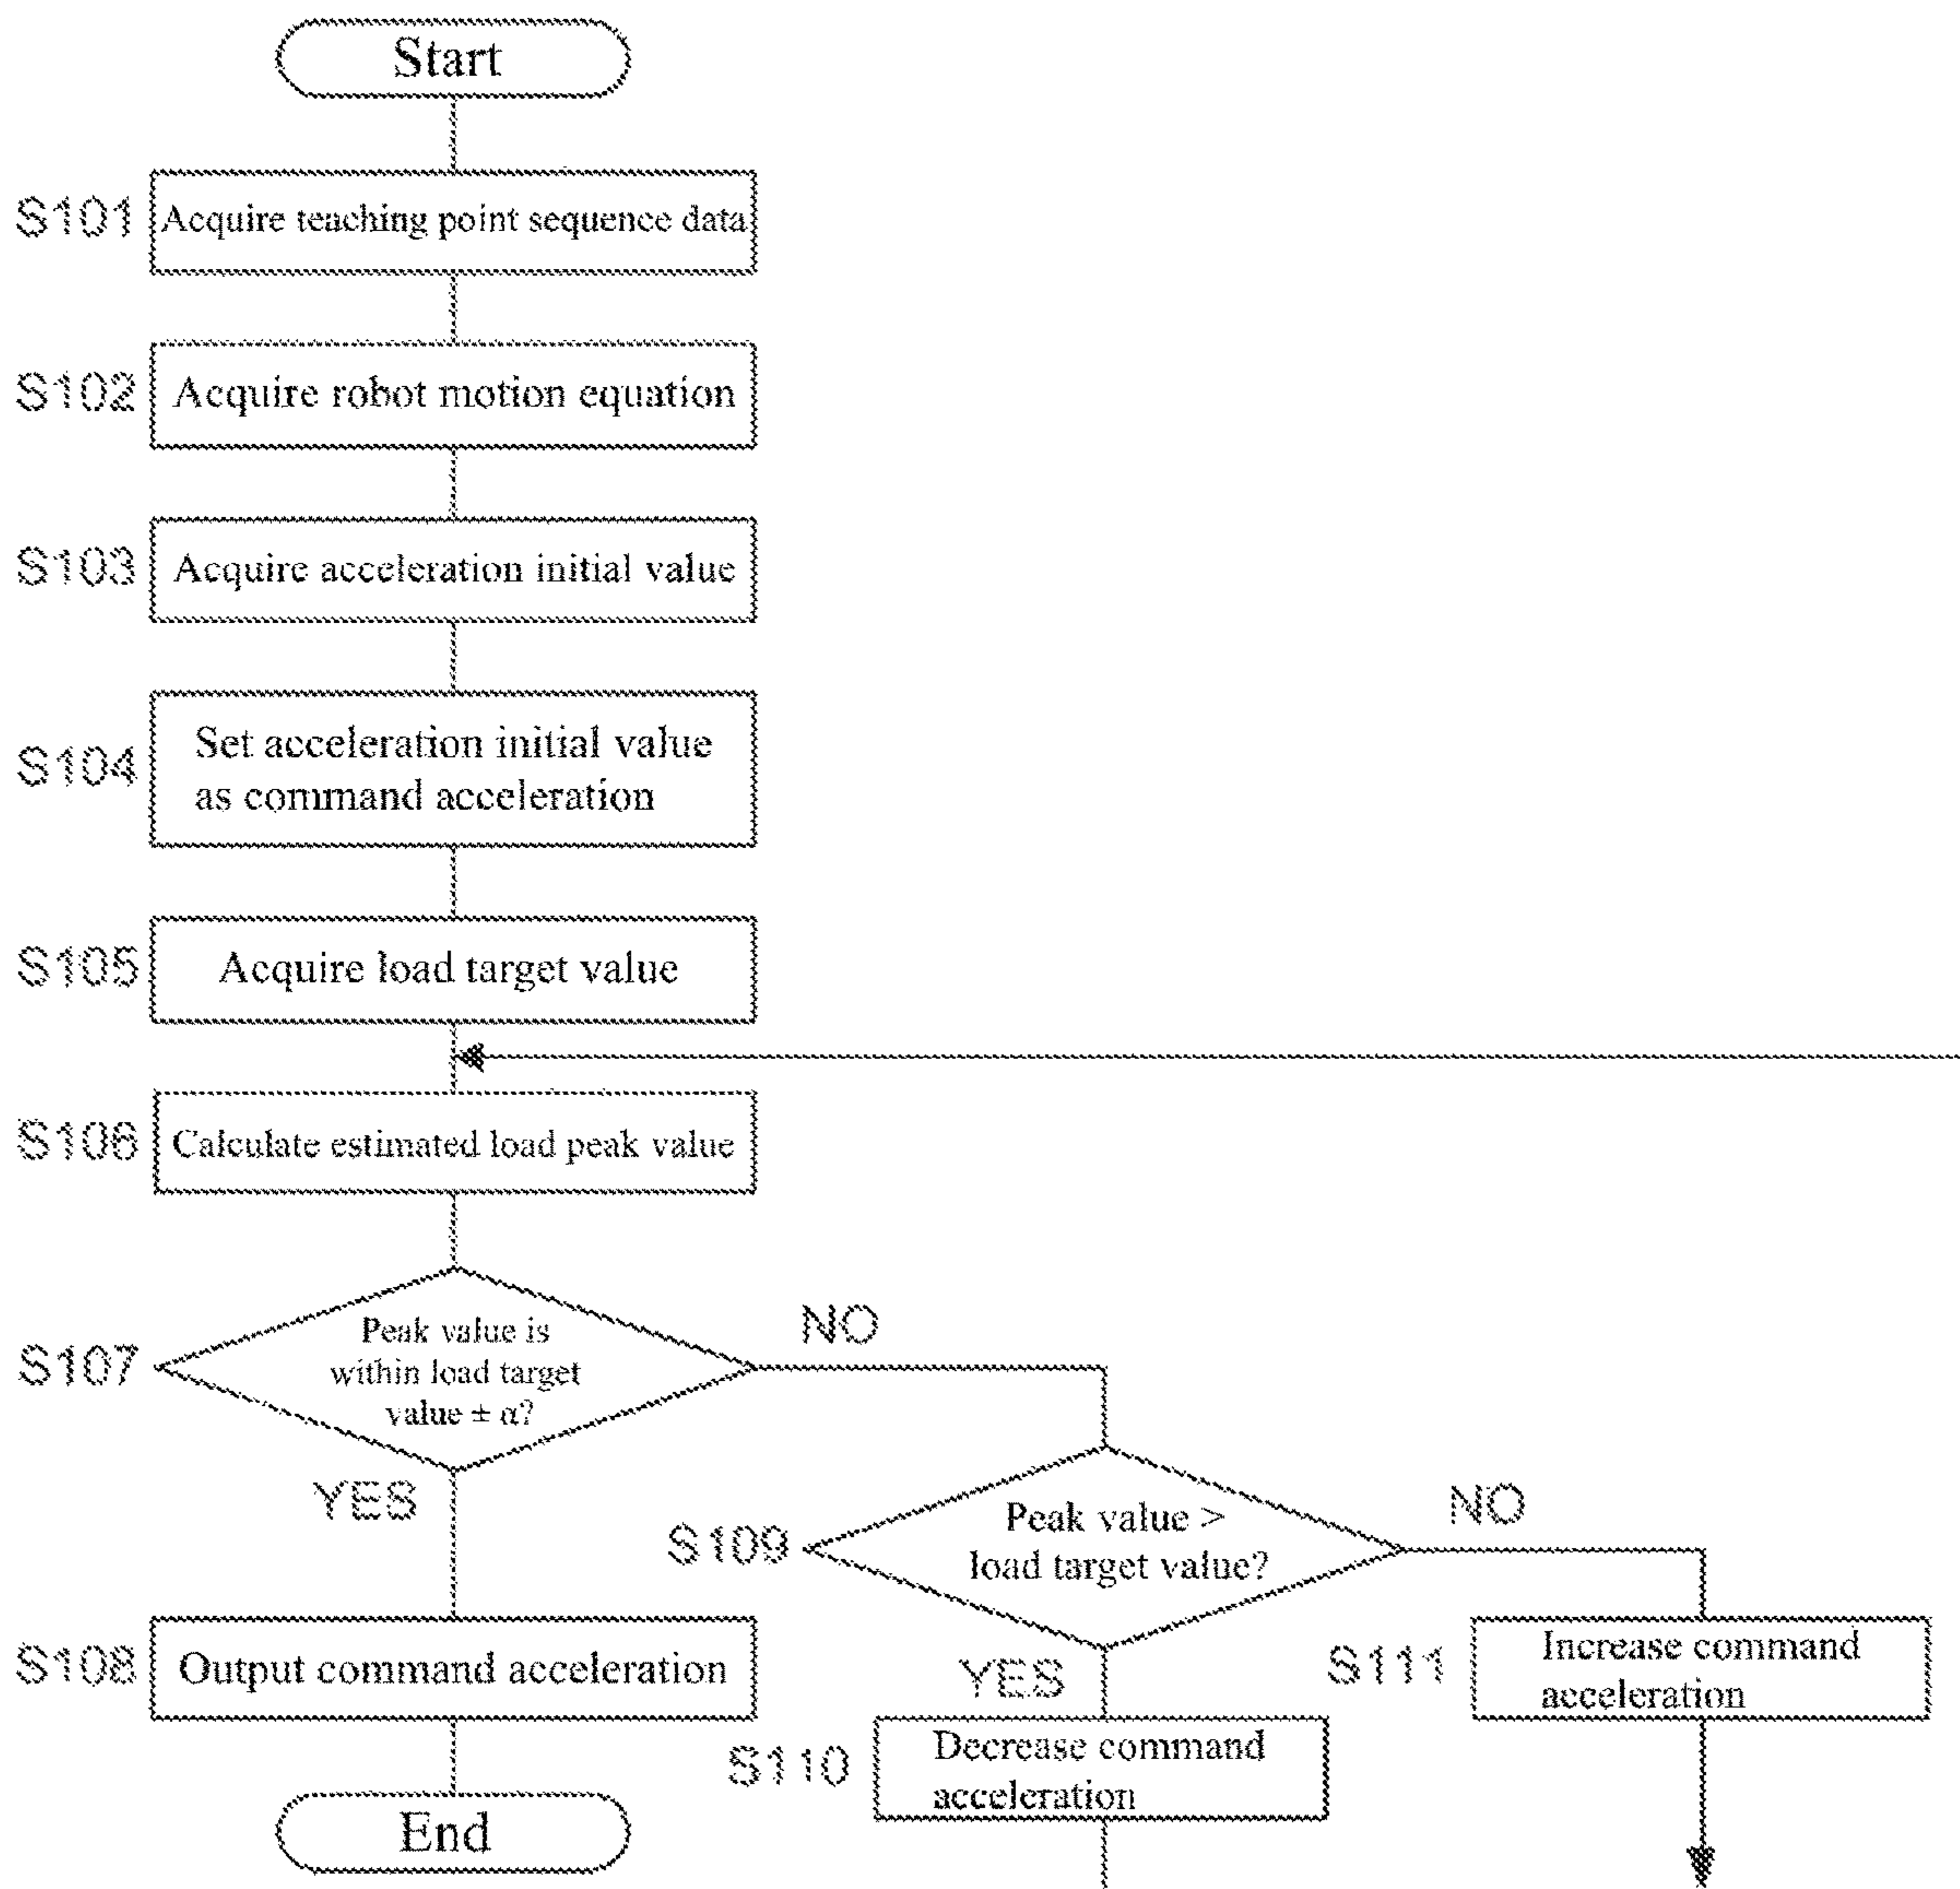 Start
S101
Acquire teaching point sequence data
S102
Acquire robot motion equation
S103
Acquire acceleration initial value
S104
Set acceleration initial value
as command acceleration
S105
Acquire load target value
S106
Calculate estimated load peak value
S107
Peak value is
within load target
value ± α?
NO
YES
S109
Peak value >
load target value?
NO
YES
S108
Output command acceleration
S111
Increase command
acceleration
S110
Decrease command
acceleration
End